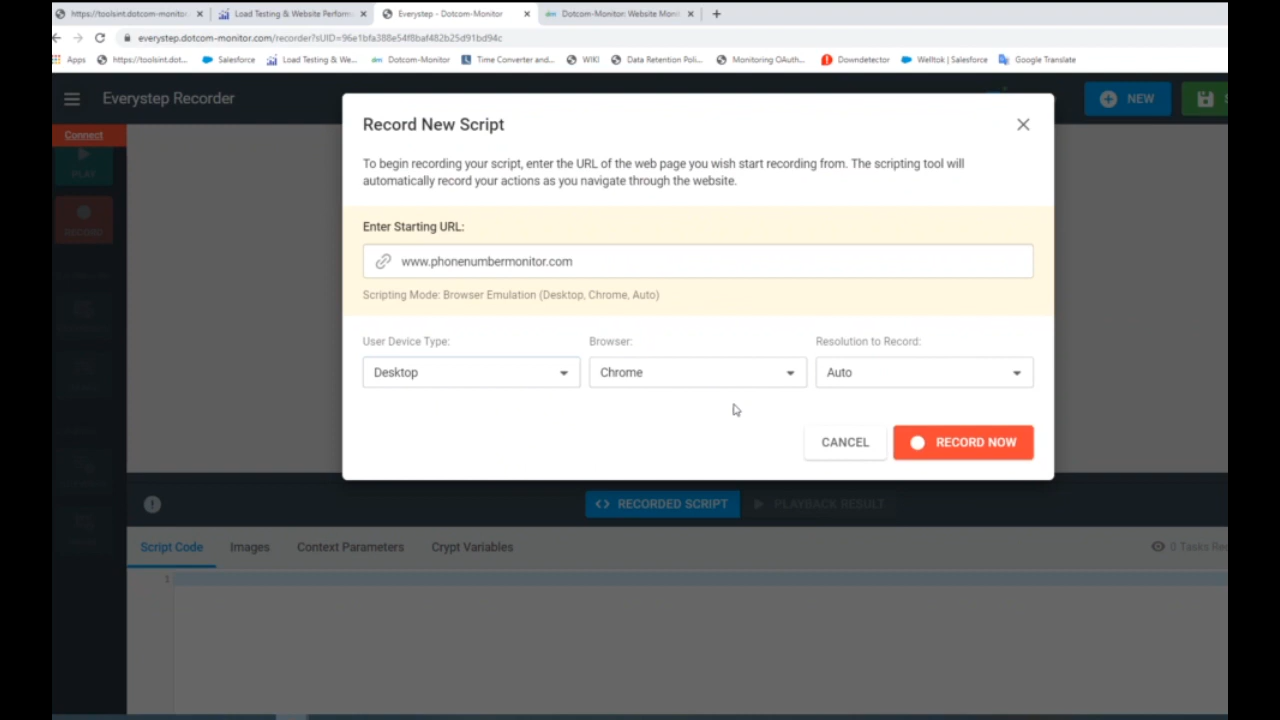 https://toolsint.dotcom-monitor
Load Testing & Website Perform
Everystep - Dotcom-Monitor
Dotcom-Monitor: Website Moni
everystep.dotcom-monitor.com/recorder?sUID=96e1bfa388e54f8baf482b25d91bd94c
Apps
https://toolsint.dot...
Salesforce
Load Testing & We...
Dotcom-Monitor
Time Converter and...
WIKI
Data Retention Poli...
Monitoring OAuth...
Downdetector
Welltok | Salesforce
Google Translate
Everystep Recorder
NEW
S
Connect
PLAY
RECORD
Record New Script
To begin recording your script, enter the URL of the web page you wish start recording from. The scripting tool will
automatically record your actions as you navigate through the website.
Enter Starting URL:
www.phonenumbermonitor.com
Scripting Mode: Browser Emulation (Desktop, Chrome, Auto)
User Device Type:
Browser:
Resolution to Record:
Desktop
Chrome
Auto
CANCEL
RECORD NOW
RECORDED SCRIPT
PLAYBACK RESULT
Script Code
Images
Context Parameters
Crypt Variables
0 Tasks Rec
1